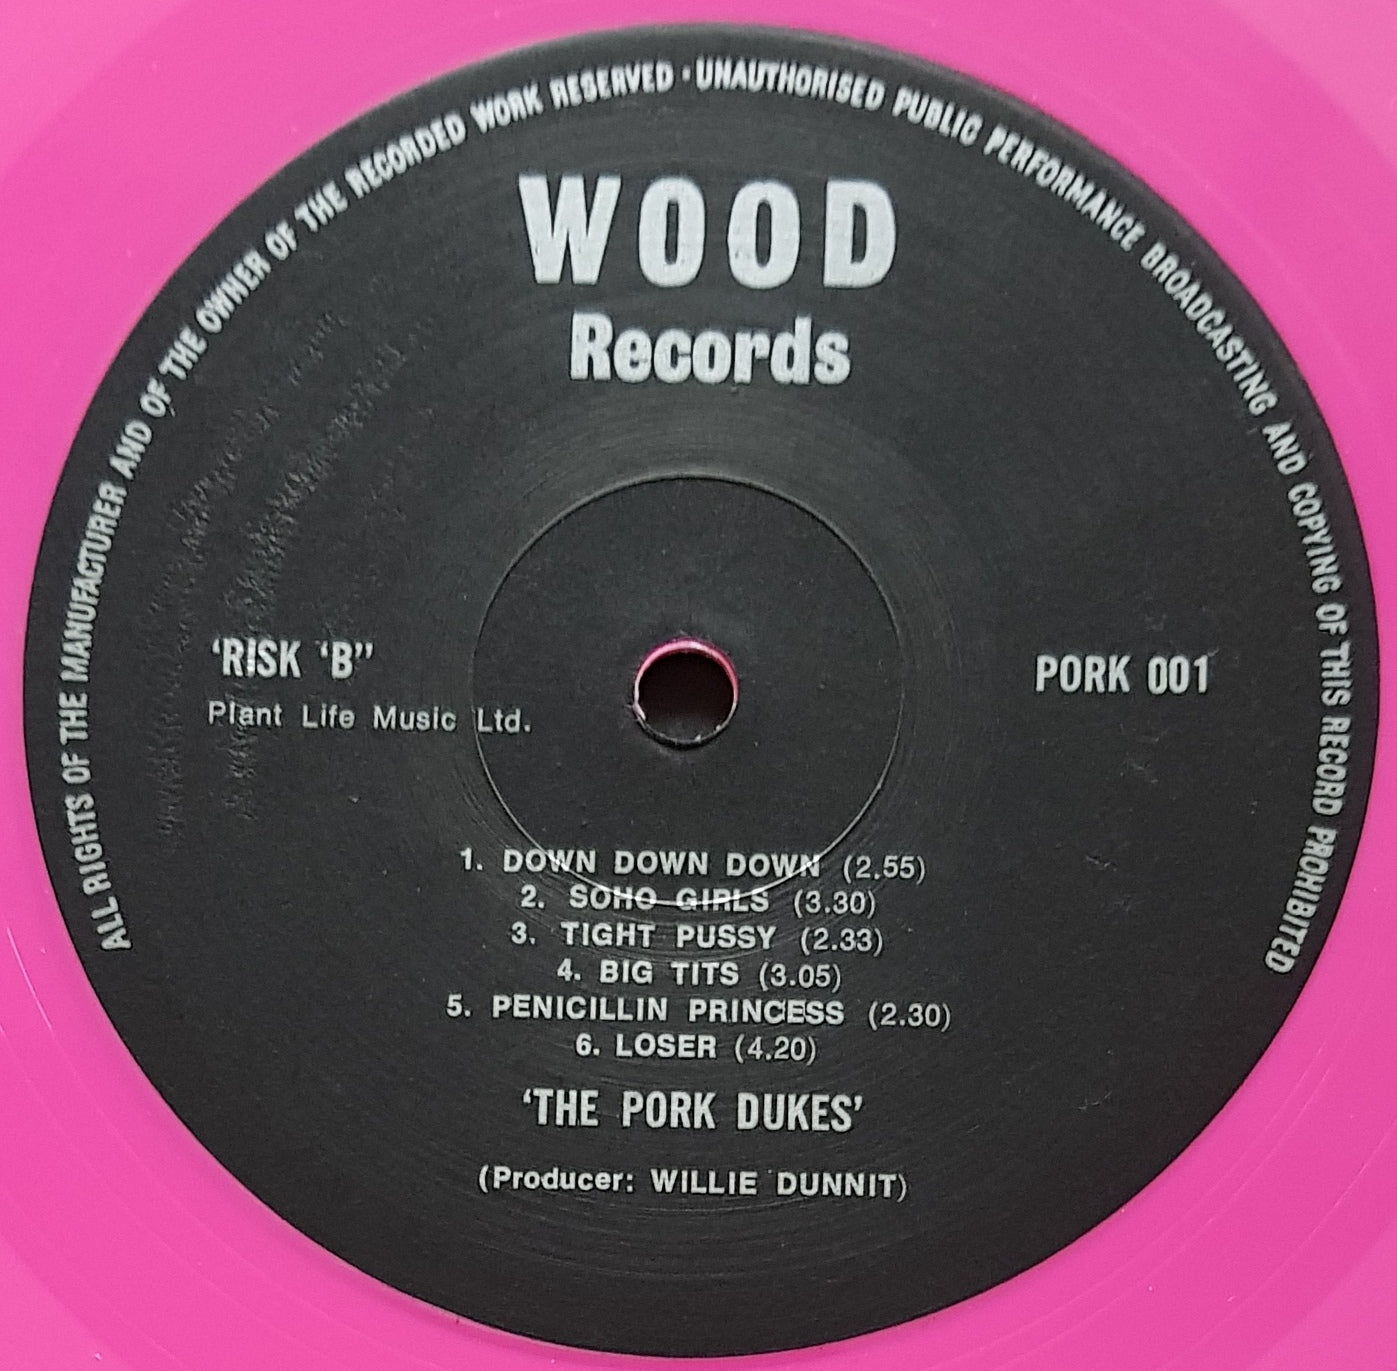 ALL RIGHTS OF THE MANUFACTURER AND OF THE OWNER OF THE RECORDED WORK RESERVED · UNAUTHORISED PUBLIC PERFORMANCE BROADCASTING AND COPYING OF THIS RECORD PROHIBITED
WOOD
Records
‘RISK ‘B”
Plant Life Music Ltd.
PORK 001
1. DOWN DOWN DOWN (2.55)
2. SOHO GIRLS (3.30)
3. TIGHT PUSSY (2.33)
4. BIG TITS (3.05)
5. PENICILLIN PRINCESS (2.30)
6. LOSER (4.20)
‘THE PORK DUKES’
(Producer: WILLIE DUNNIT)